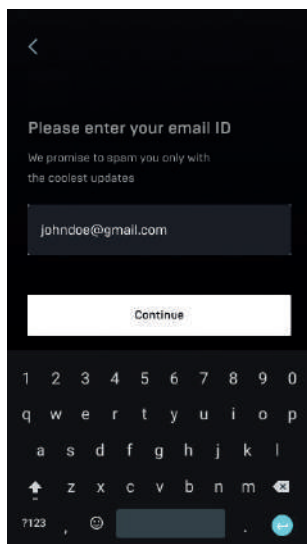 Please enter your email ID
We promise to spam you only with
the coolest updates
johndoe@gmail.com
Continue
1 2 3 4 5 6 7 8 9 0
q w e r t y u i o p
a s d f g h j k l
z x c v b n m
?123 , .